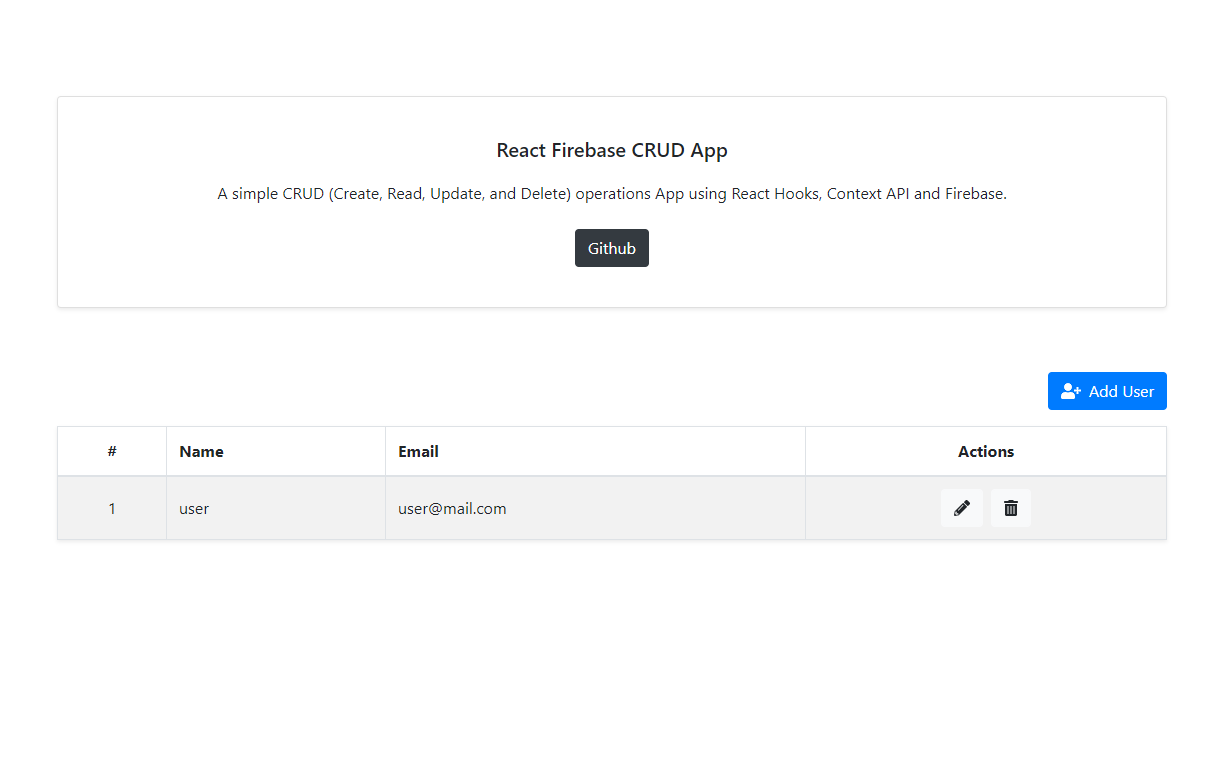 React Firebase CRUD App
A simple CRUD (Create, Read, Update, and Delete) operations App using React Hooks, Context API and Firebase.
Github
Add User
# Name Email Actions
1 user user@mail.com